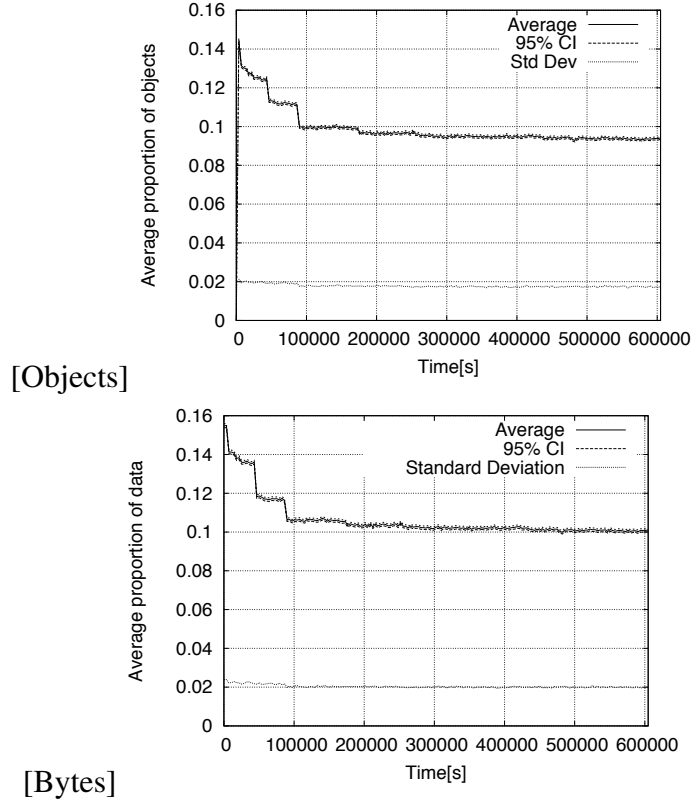 0.16
0.14
0.12
0.1
0.08
0.06
0.04
0.02
0
Average proportion of objects
Average
95% CI
Std Dev
0 100000 200000 300000 400000 500000 600000
Time[s]
[Objects]
0.16
0.14
0.12
0.1
0.08
0.06
0.04
0.02
0
Average proportion of data
Average
95% CI
Standard Deviation
0 100000 200000 300000 400000 500000 600000
Time[s]
[Bytes]